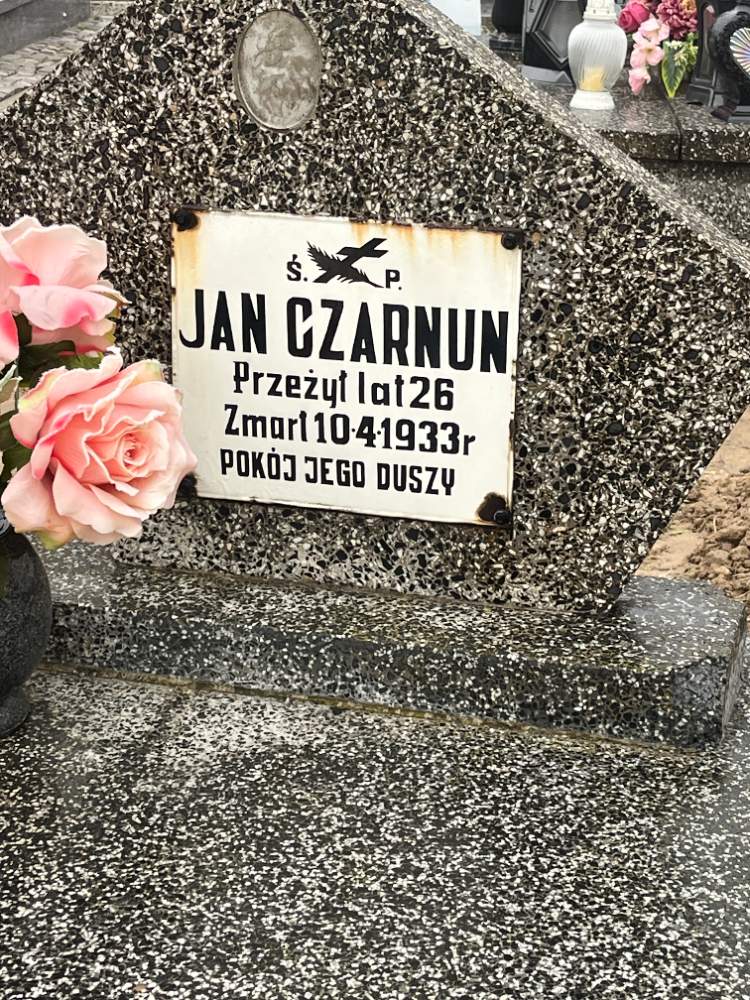 Ś. P.
JAN CZARNUN
Przeżył lat 26
Zmarł 10·4·1933r
POKÓJ JEGO DUSZY